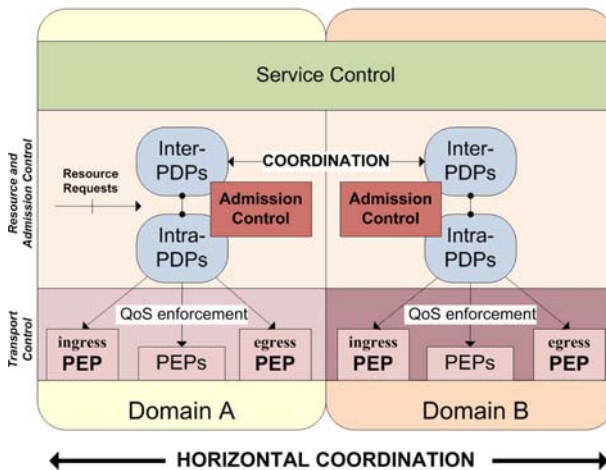 Service Control
Resource and
Admission Control
Resource
Requests
Inter-
PDPs
COORDINATION
Inter-
PDPs
Admission
Control
Admission
Control
Intra-
PDPs
Intra-
PDPs
Transport
Control
QoS enforcement
QoS enforcement
ingress
PEP
PEPs
egress
PEP
ingress
PEP
PEPs
egress
PEP
Domain A
Domain B
HORIZONTAL COORDINATION